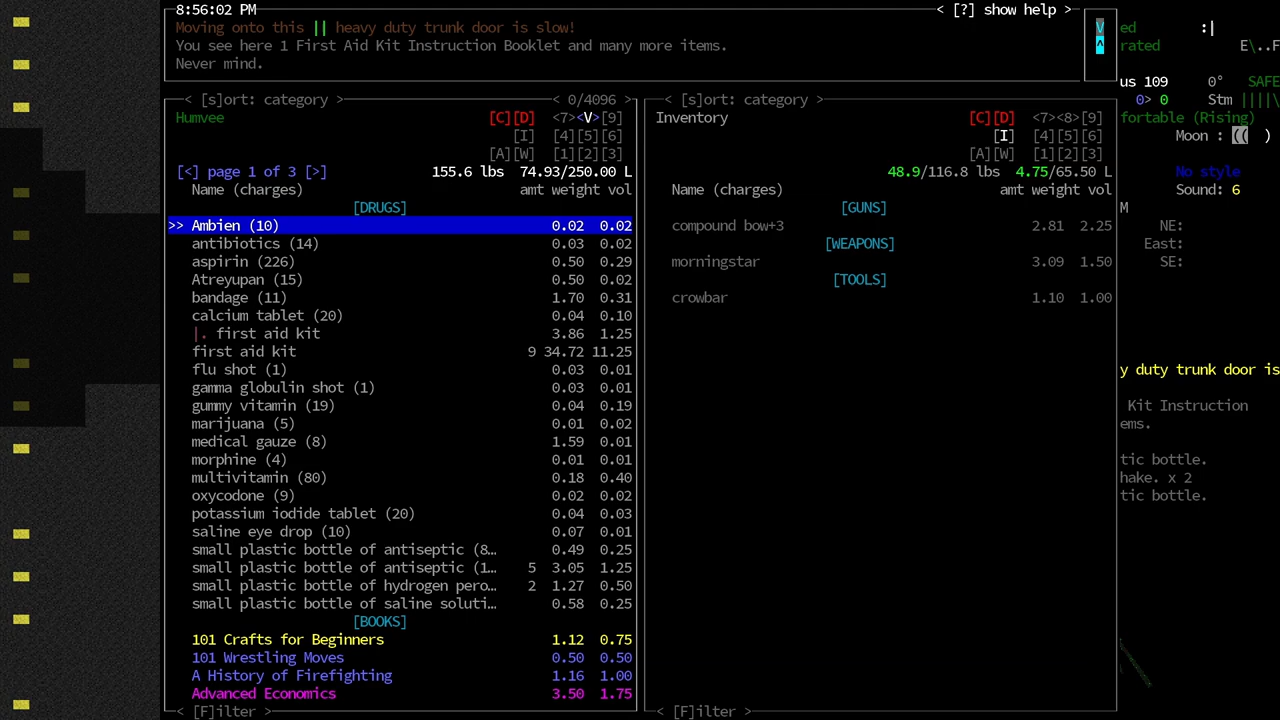 8:56:02 PM
< [?] show help >
Moving onto this || heavy duty trunk door is slow!
You see here 1 First Aid Kit Instruction Booklet and many more items.
Never mind.
V
^
ed :|
rated E\..F
us 109 0° SAFE
0> 0 Stm ||||\
fortable (Rising)
Moon : (( )
No style
Sound: 6
M
NE:
East:
SE:
y duty trunk door is
Kit Instruction
ems.
tic bottle.
hake. x 2
tic bottle.
< [s]ort: category > < 0/4096 >
Humvee [C][D] <7><V>[9]
[I] [4][5][6]
[A][W] [1][2][3]
[<] page 1 of 3 [>] 155.6 lbs 74.93/250.00 L
Name (charges) amt weight vol
[DRUGS]
>> Ambien (10) 0.02 0.02
antibiotics (14) 0.03 0.02
aspirin (226) 0.50 0.29
Atreyupan (15) 0.50 0.02
bandage (11) 1.70 0.31
calcium tablet (20) 0.04 0.10
|. first aid kit 3.86 1.25
first aid kit 9 34.72 11.25
flu shot (1) 0.03 0.01
gamma globulin shot (1) 0.03 0.01
gummy vitamin (19) 0.04 0.19
marijuana (5) 0.01 0.02
medical gauze (8) 1.59 0.01
morphine (4) 0.01 0.01
multivitamin (80) 0.18 0.40
oxycodone (9) 0.02 0.02
potassium iodide tablet (20) 0.04 0.03
saline eye drop (10) 0.07 0.01
small plastic bottle of antiseptic (8… 0.49 0.25
small plastic bottle of antiseptic (1… 5 3.05 1.25
small plastic bottle of hydrogen pero… 2 1.27 0.50
small plastic bottle of saline soluti… 0.58 0.25
[BOOKS]
101 Crafts for Beginners 1.12 0.75
101 Wrestling Moves 0.50 0.50
A History of Firefighting 1.16 1.00
Advanced Economics 3.50 1.75
< [F]ilter >
< [s]ort: category >
Inventory [C][D] <7><8>[9]
[I] [4][5][6]
[A][W] [1][2][3]
48.9/116.8 lbs 4.75/65.50 L
Name (charges) amt weight vol
[GUNS]
compound bow+3 2.81 2.25
[WEAPONS]
morningstar 3.09 1.50
[TOOLS]
crowbar 1.10 1.00
< [F]ilter >